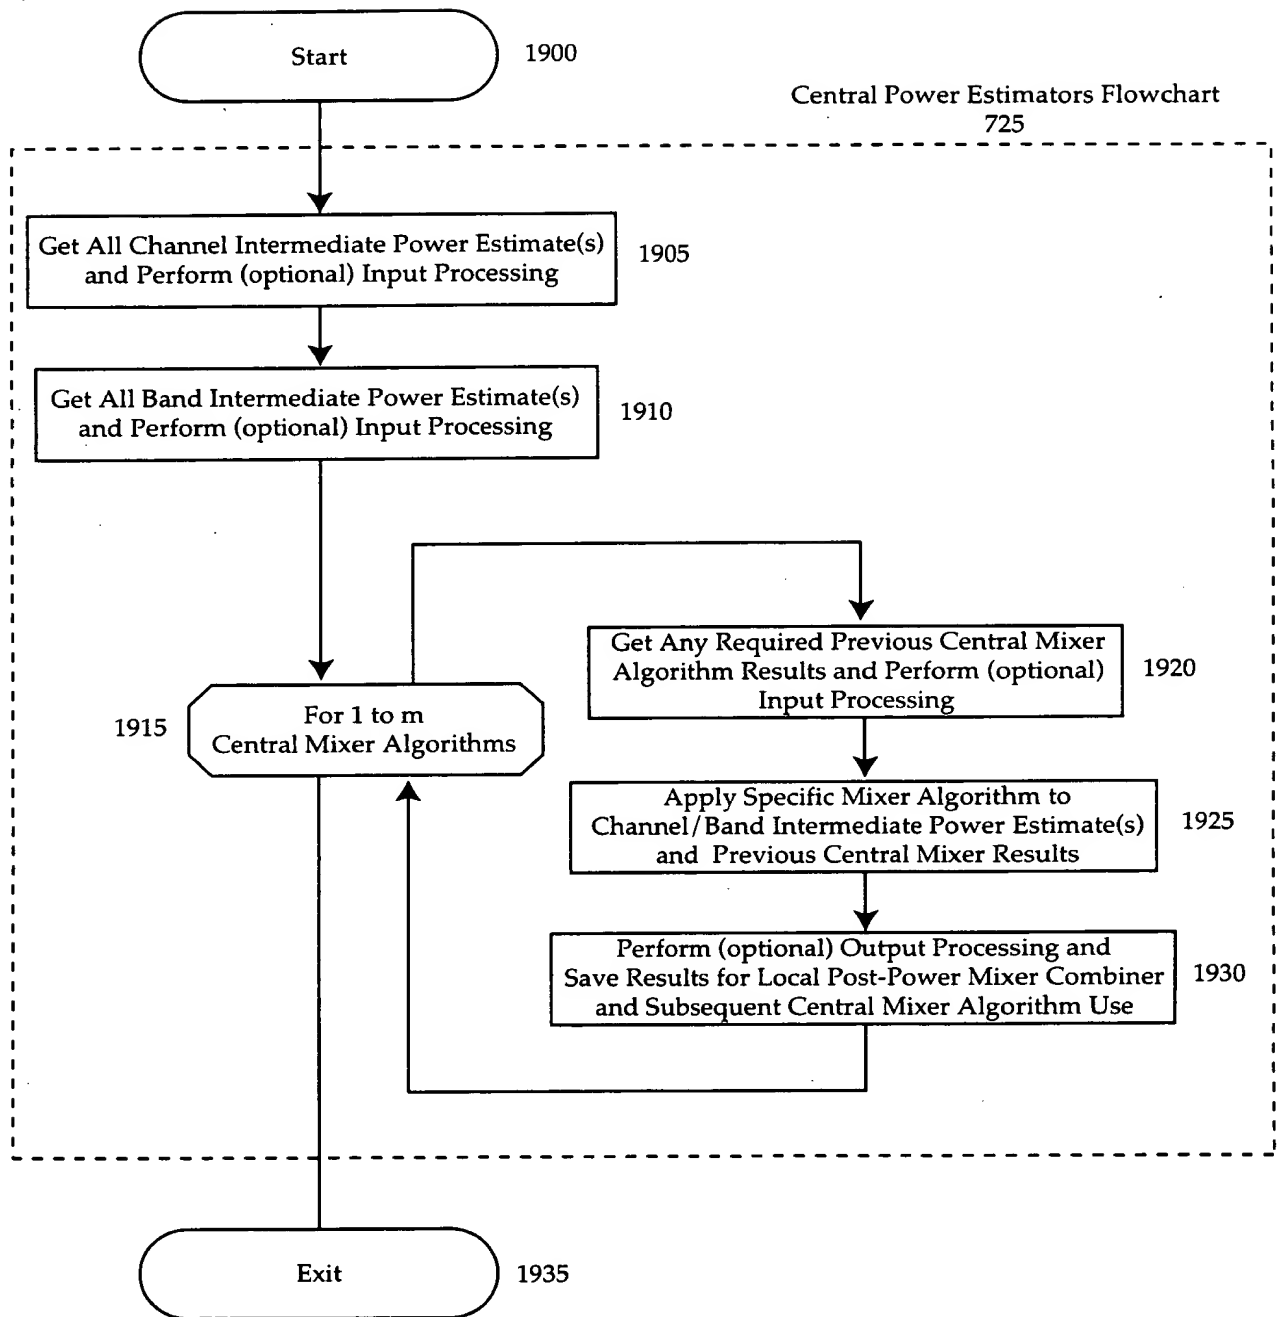 Start
1900
Central Power Estimators Flowchart
725
Get All Channel Intermediate Power Estimate(s)
and Perform (optional) Input Processing
1905
Get All Band Intermediate Power Estimate(s)
and Perform (optional) Input Processing
1910
1915
For 1 to m
Central Mixer Algorithms
Get Any Required Previous Central Mixer
Algorithm Results and Perform (optional)
Input Processing
1920
Apply Specific Mixer Algorithm to
Channel/Band Intermediate Power Estimate(s)
and Previous Central Mixer Results
1925
Perform (optional) Output Processing and
Save Results for Local Post-Power Mixer Combiner
and Subsequent Central Mixer Algorithm Use
1930
Exit
1935